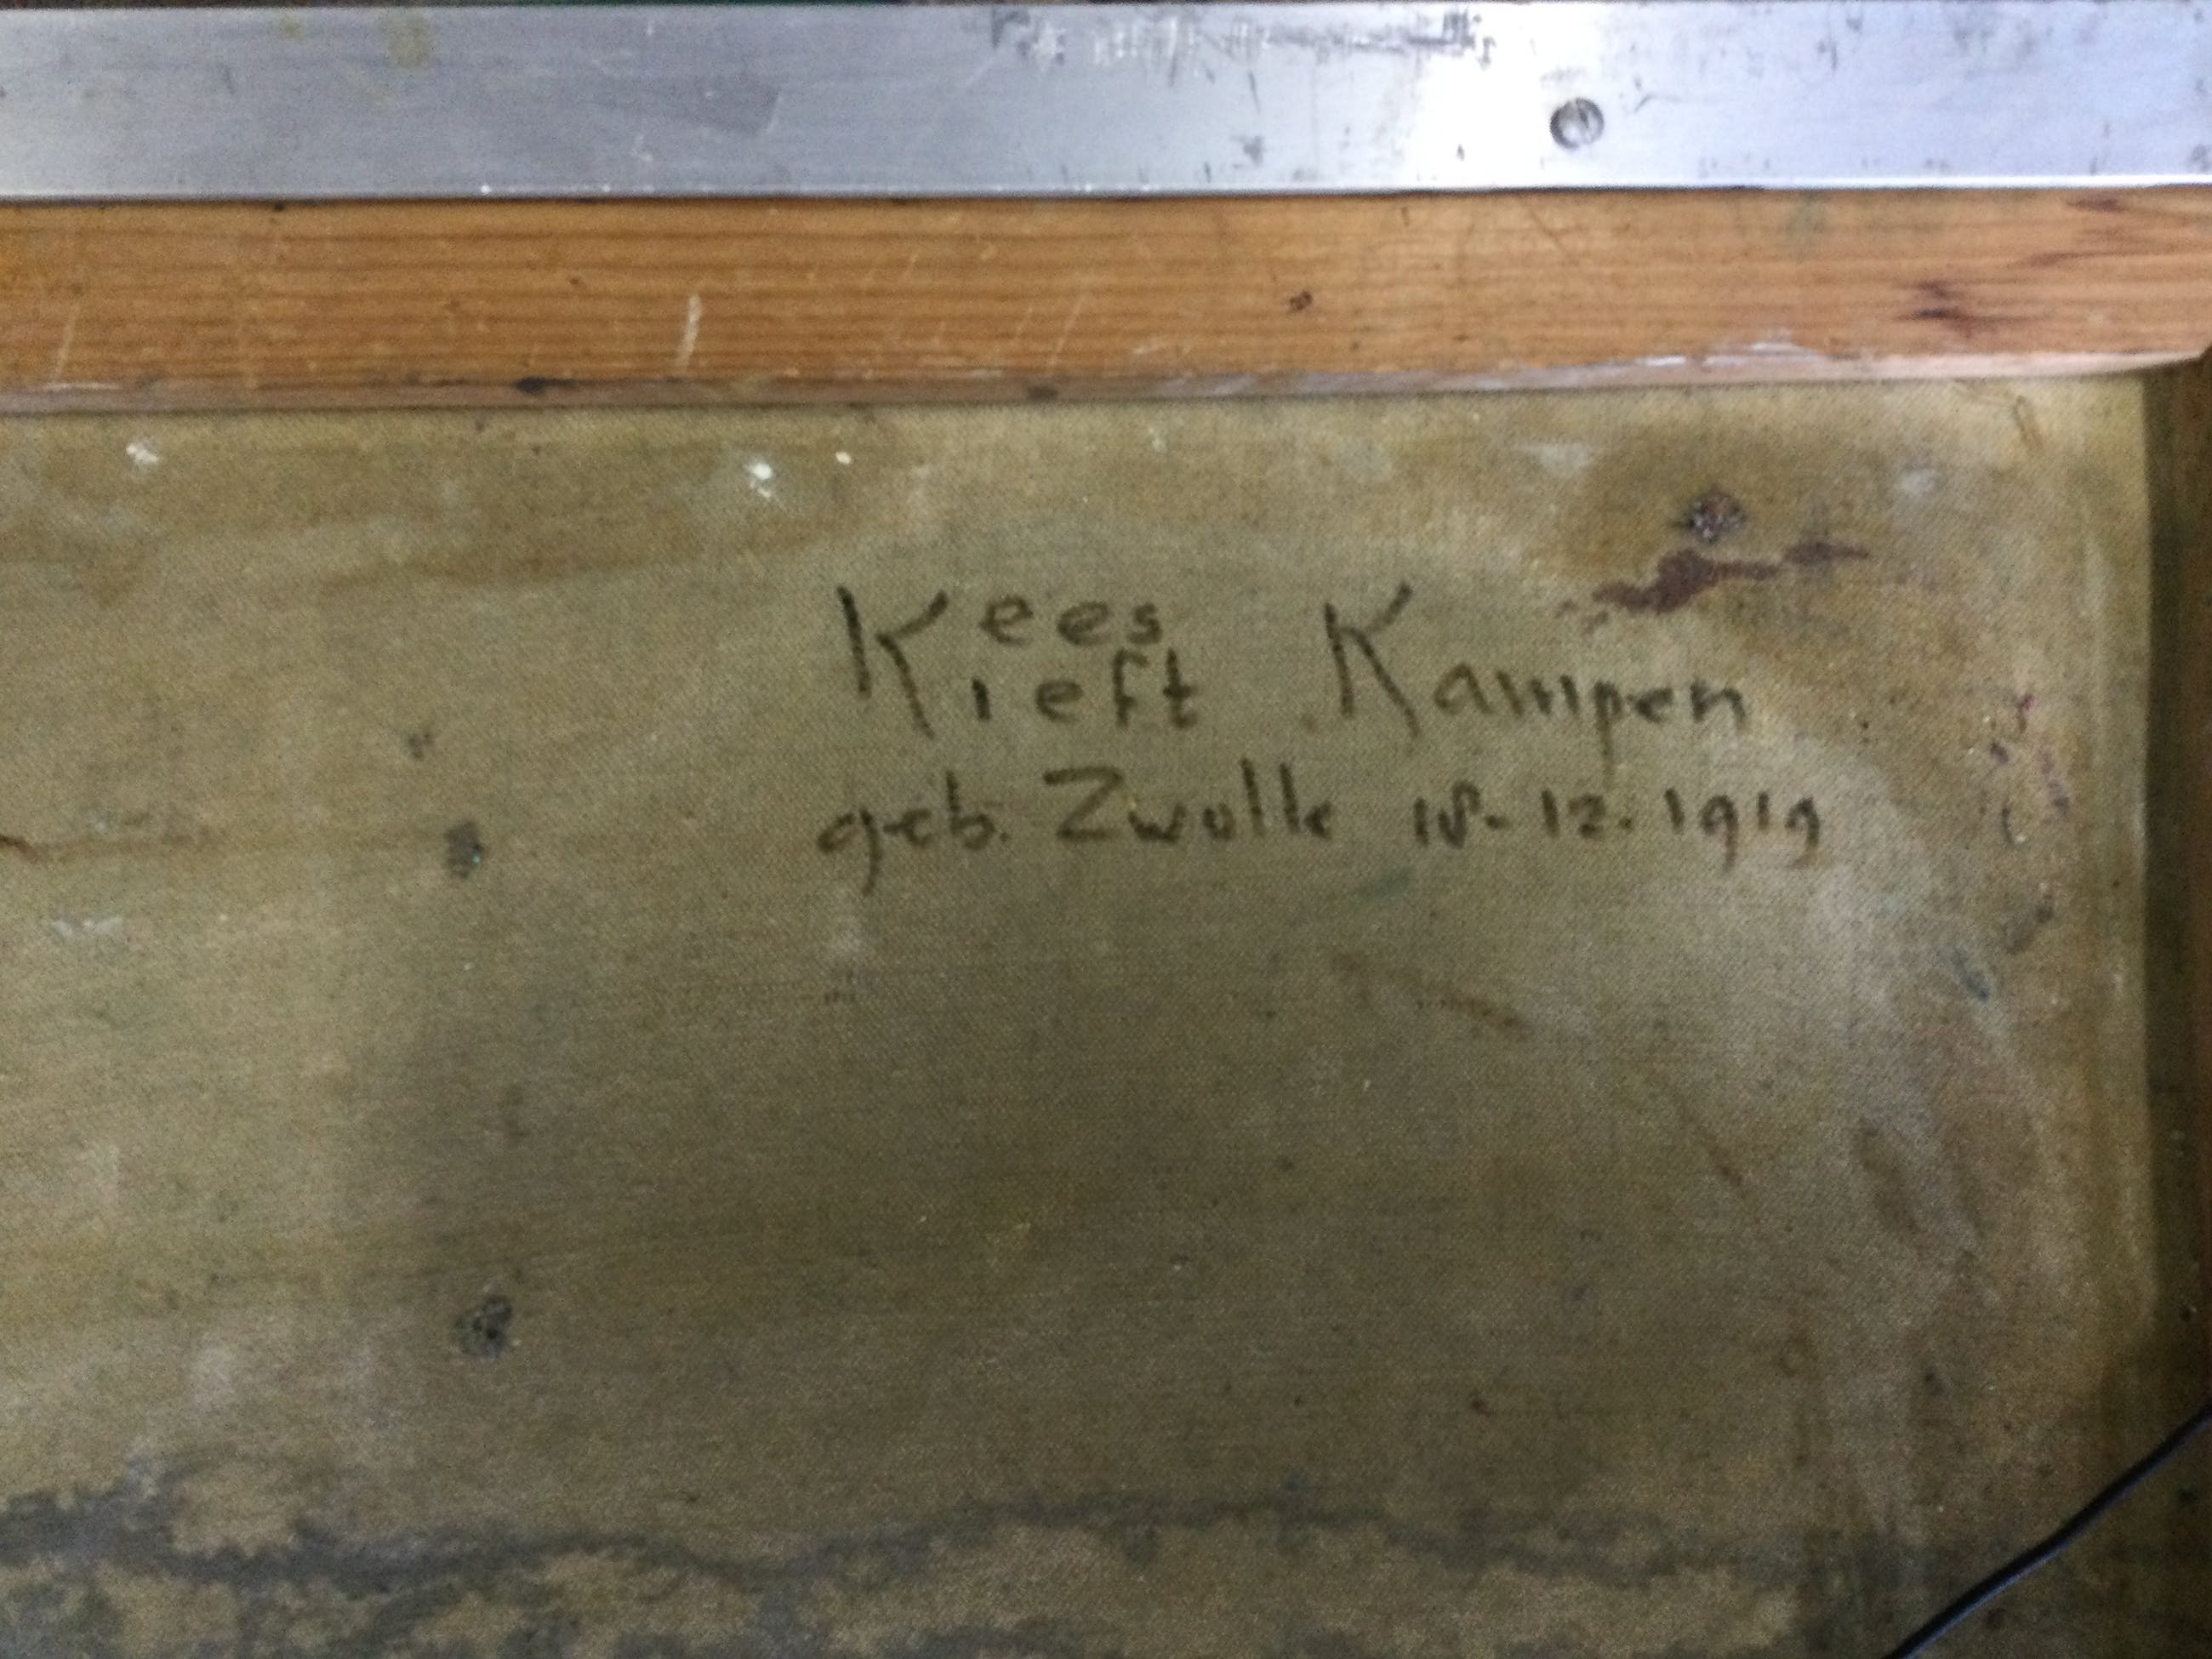 Kees
Kieft Kampen
geb. Zwolle 18-12-1919